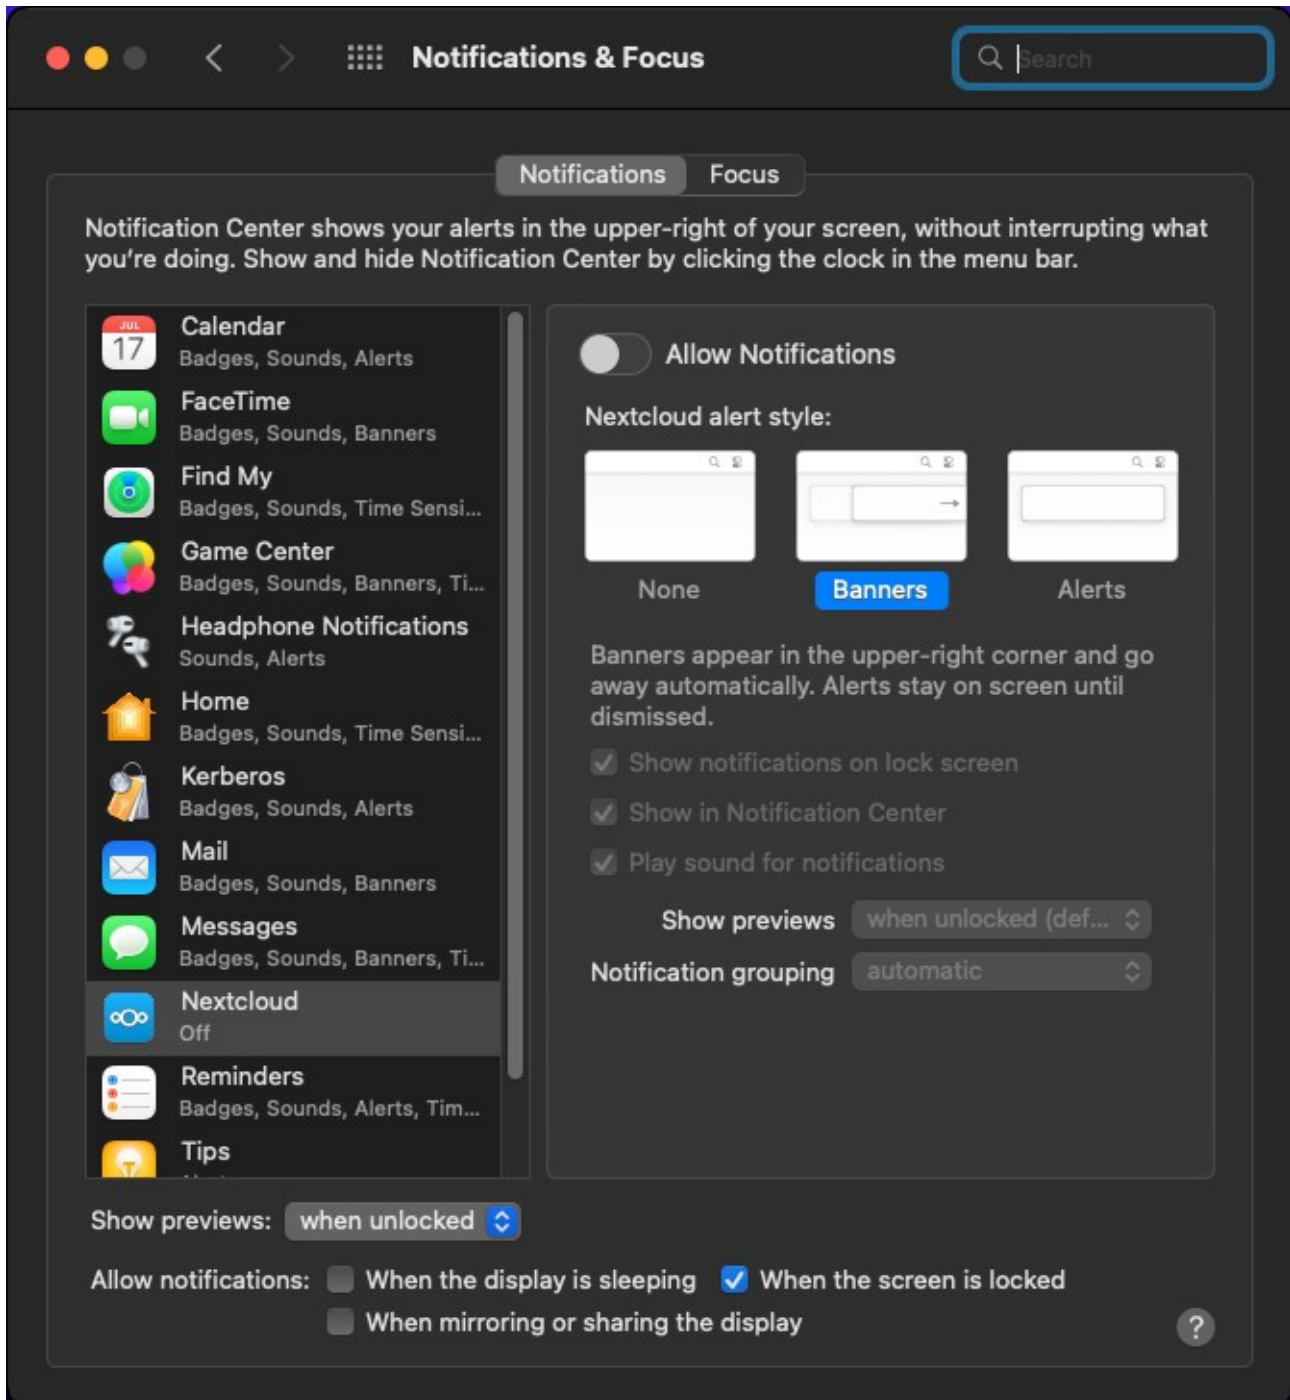 Notifications & Focus
Search
Notifications
Focus
Notification Center shows your alerts in the upper-right of your screen, without interrupting what
you're doing. Show and hide Notification Center by clicking the clock in the menu bar.
JUL
17
Calendar
Badges, Sounds, Alerts
FaceTime
Badges, Sounds, Banners
Find My
Badges, Sounds, Time Sensi...
Game Center
Badges, Sounds, Banners, Ti...
Headphone Notifications
Sounds, Alerts
Home
Badges, Sounds, Time Sensi...
Kerberos
Badges, Sounds, Alerts
Mail
Badges, Sounds, Banners
Messages
Badges, Sounds, Banners, Ti...
Nextcloud
Off
Reminders
Badges, Sounds, Alerts, Tim...
Tips
Allow Notifications
Nextcloud alert style:
None
Banners
Alerts
Banners appear in the upper-right corner and go
away automatically. Alerts stay on screen until
dismissed.
Show notifications on lock screen
Show in Notification Center
Play sound for notifications
Show previews when unlocked (def...
Notification grouping automatic
Show previews: when unlocked
Allow notifications: When the display is sleeping When the screen is locked
When mirroring or sharing the display
?